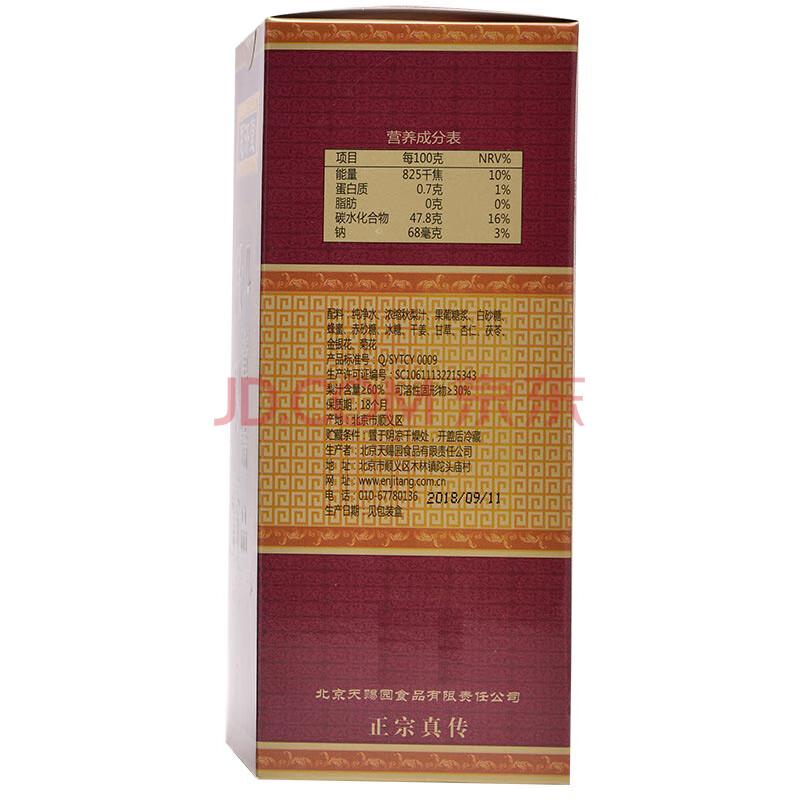 营养成分表
项目 每100克 NRV%
能量 825千焦 10%
蛋白质 0.7克 1%
脂肪 0克 0%
碳水化合物 47.8克 16%
钠 68毫克 3%
配料：纯净水、浓缩秋梨汁、果葡糖浆、白砂糖、
蜂蜜、赤砂糖、冰糖、干姜、甘草、杏仁、茯苓、
金银花、菊花
产品标准号：Q/SYTCY 0009
生产许可证编号：SC10611132215343
梨汁含量≥60% 可溶性固形物≥30%
保质期：18个月
产地：北京市顺义区
贮藏条件：置于阴凉干燥处，开盖后冷藏
生产者：北京天赐园食品有限责任公司
地 址：北京市顺义区木林镇陀头庙村
网 址：www.enjitang.com.cn
电 话：010-67780136 2018/09/11
生产日期：见包装盒
JD.COM 京东
北京天赐园食品有限责任公司
正宗真传